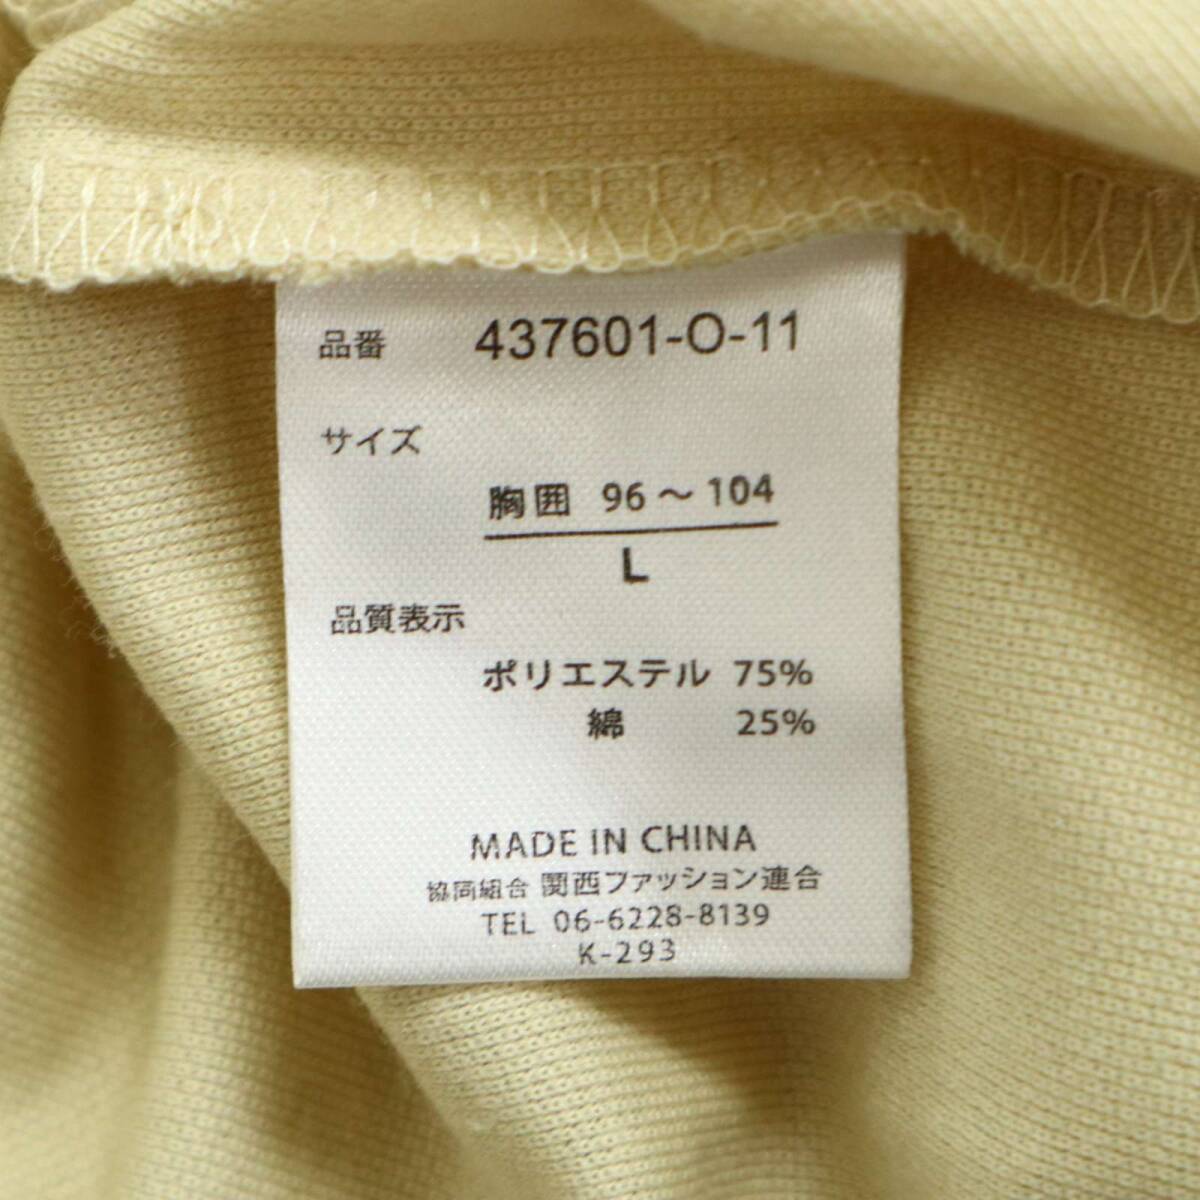 品番 437601-O-11
サイズ
胸囲 96～104
L
品質表示
ポリエステル 75%
綿 25%
MADE IN CHINA
協同組合 関西ファッション連合
TEL 06-6228-8139
K-293